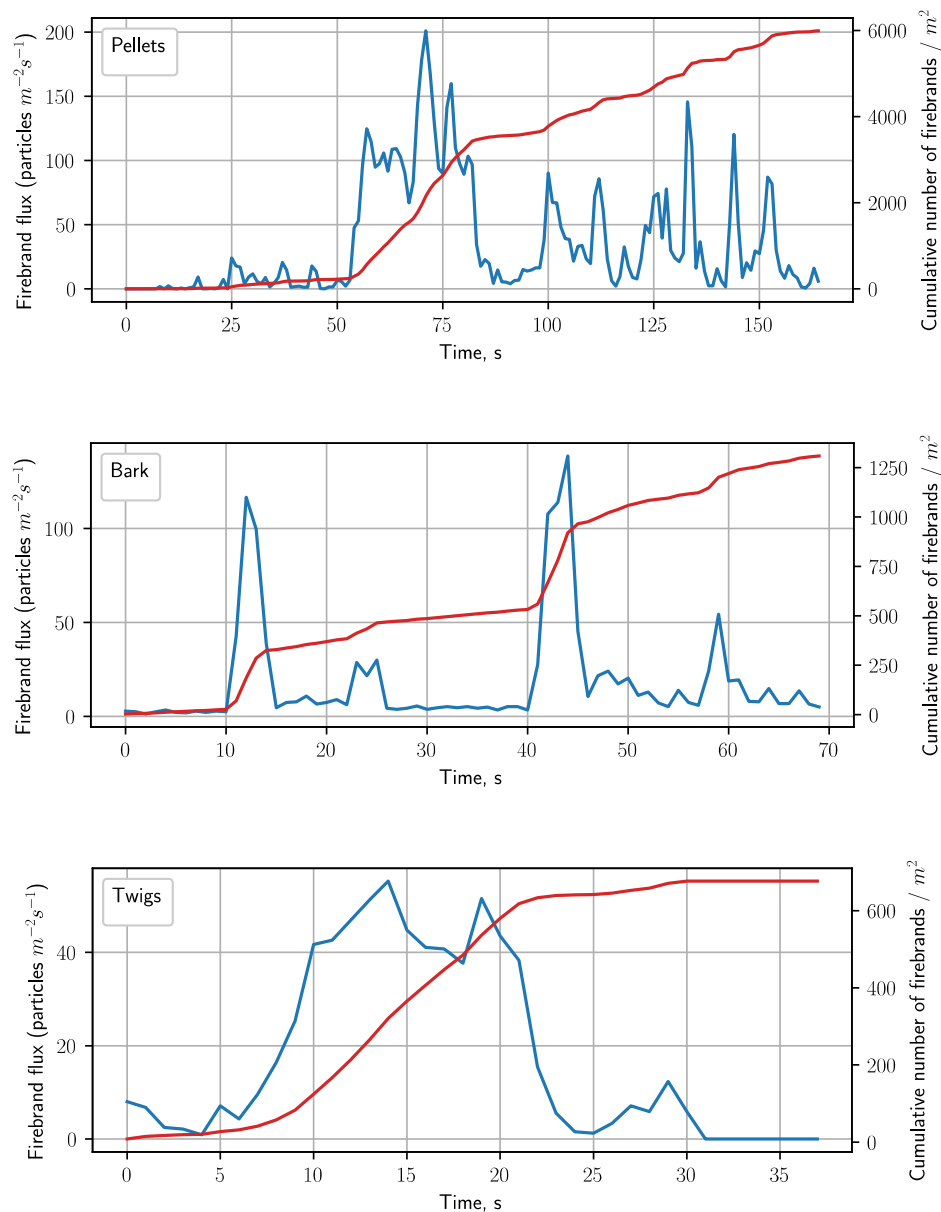 Pellets
Firebrand flux (particles $m^{-2}s^{-1}$)
200
150
100
50
0
6000
4000
2000
0
Cumulative number of firebrands / $m^2$
0 25 50 75 100 125 150
Time, s
Bark
Firebrand flux (particles $m^{-2}s^{-1}$)
100
50
0
1250
1000
750
500
250
0
Cumulative number of firebrands / $m^2$
0 10 20 30 40 50 60 70
Time, s
Twigs
Firebrand flux (particles $m^{-2}s^{-1}$)
40
20
0
600
400
200
0
Cumulative number of firebrands / $m^2$
0 5 10 15 20 25 30 35
Time, s